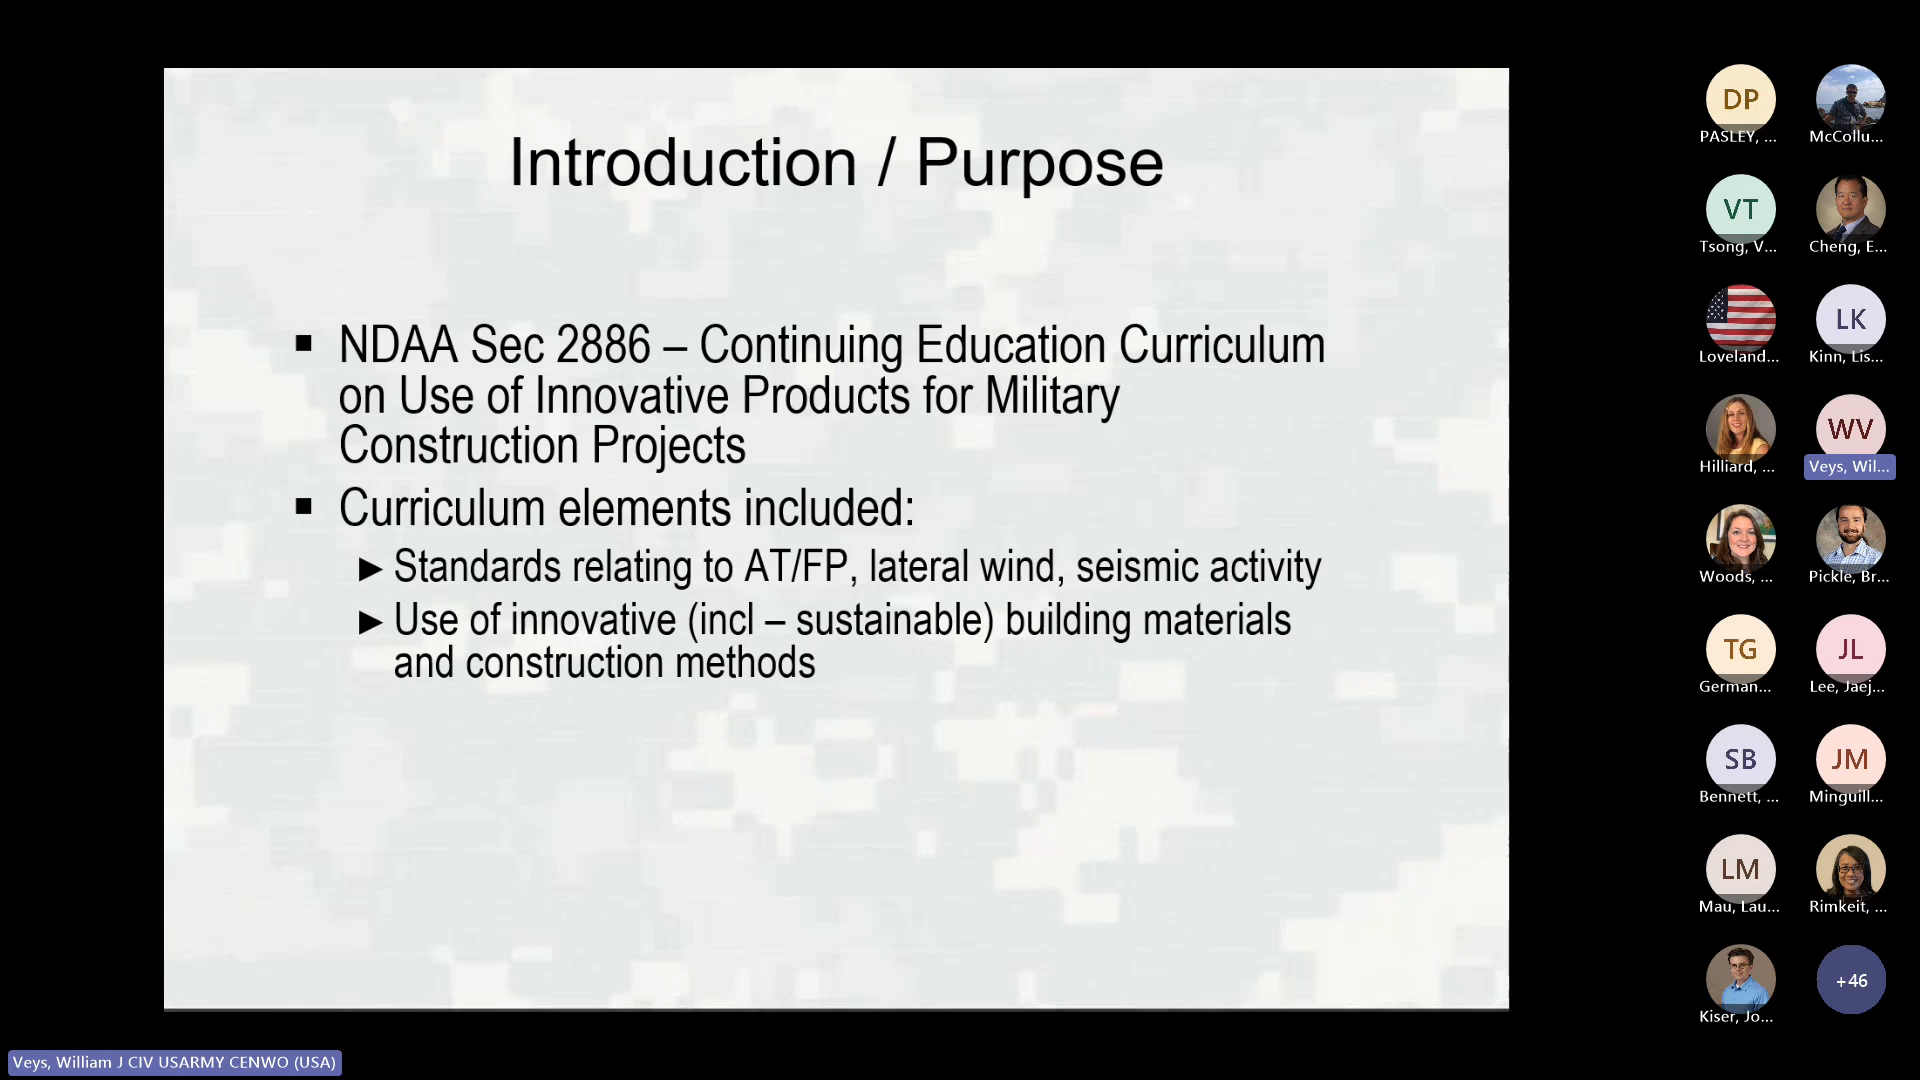 Introduction / Purpose
▪ NDAA Sec 2886 – Continuing Education Curriculum
on Use of Innovative Products for Military
Construction Projects
▪ Curriculum elements included:
► Standards relating to AT/FP, lateral wind, seismic activity
► Use of innovative (incl – sustainable) building materials
and construction methods
DP
PASLEY, ...
McCollu...
VT
Tsong, V...
Cheng, E...
Loveland...
LK
Kinn, Lis...
Hilliard, ...
WV
Veys, Wil...
Woods, ...
Pickle, Br...
TG
German...
JL
Lee, Jaej...
SB
Bennett, ...
JM
Minguill...
LM
Mau, Lau...
Rimkeit, ...
Kiser, Jo...
+46
Veys, William J CIV USARMY CENWO (USA)